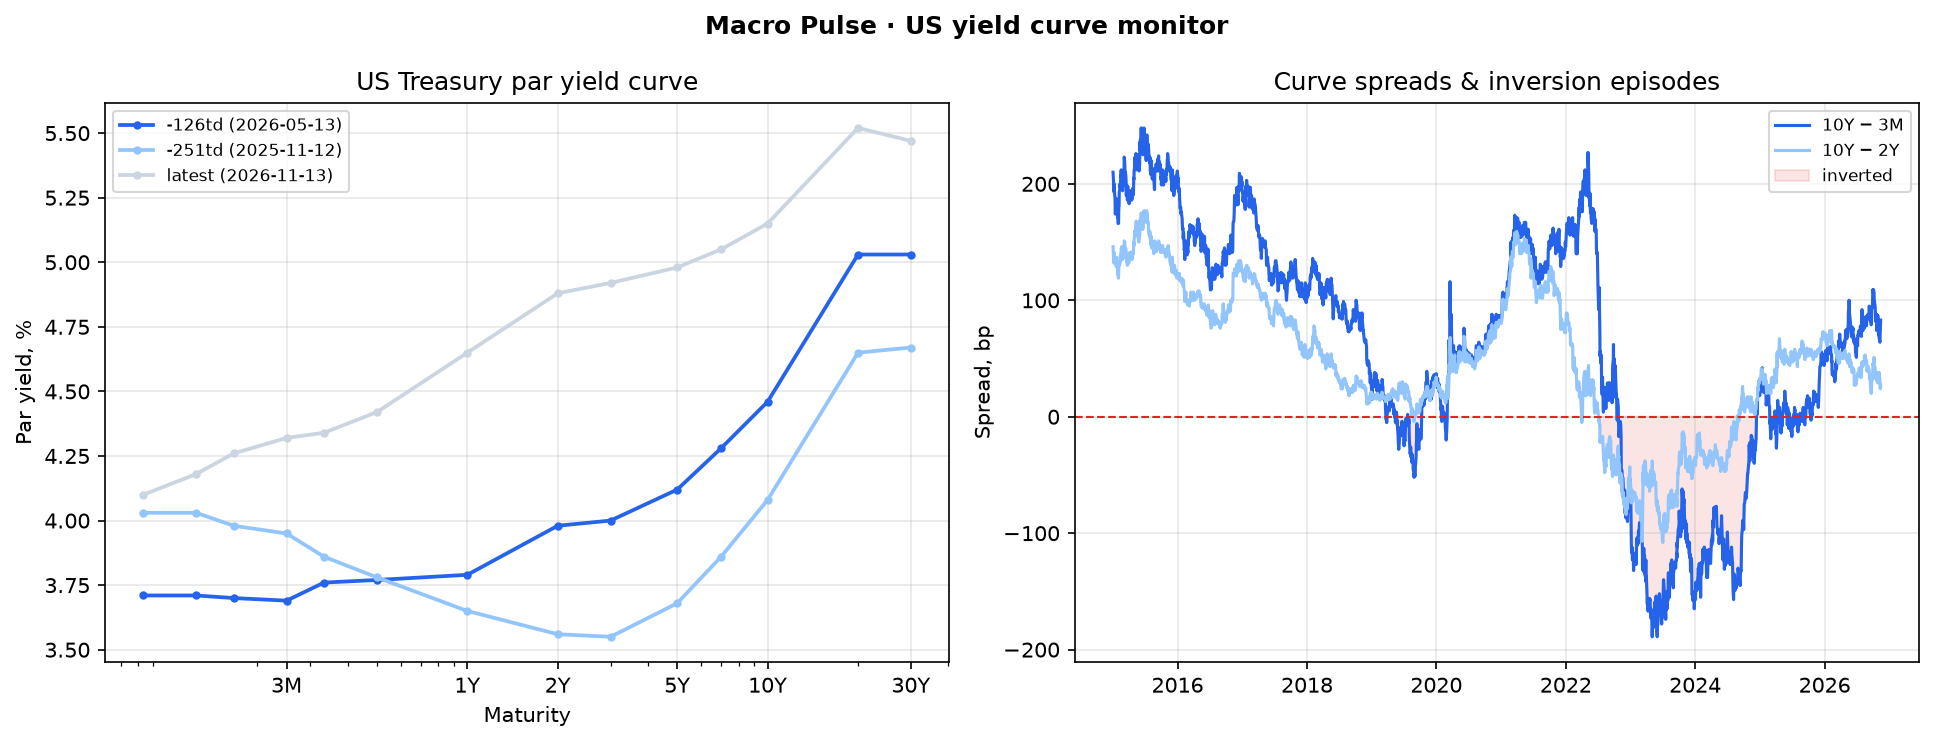 Macro Pulse · US yield curve monitor
US Treasury par yield curve
-126td (2026-05-13)
-251td (2025-11-12)
latest (2026-11-13)
5.50
5.25
5.00
4.75
4.50
4.25
4.00
3.75
3.50
Par yield, %
3M 1Y 2Y 5Y 10Y 30Y
Maturity
Curve spreads & inversion episodes
10Y − 3M
10Y − 2Y
inverted
200
100
0
−100
−200
Spread, bp
2016 2018 2020 2022 2024 2026